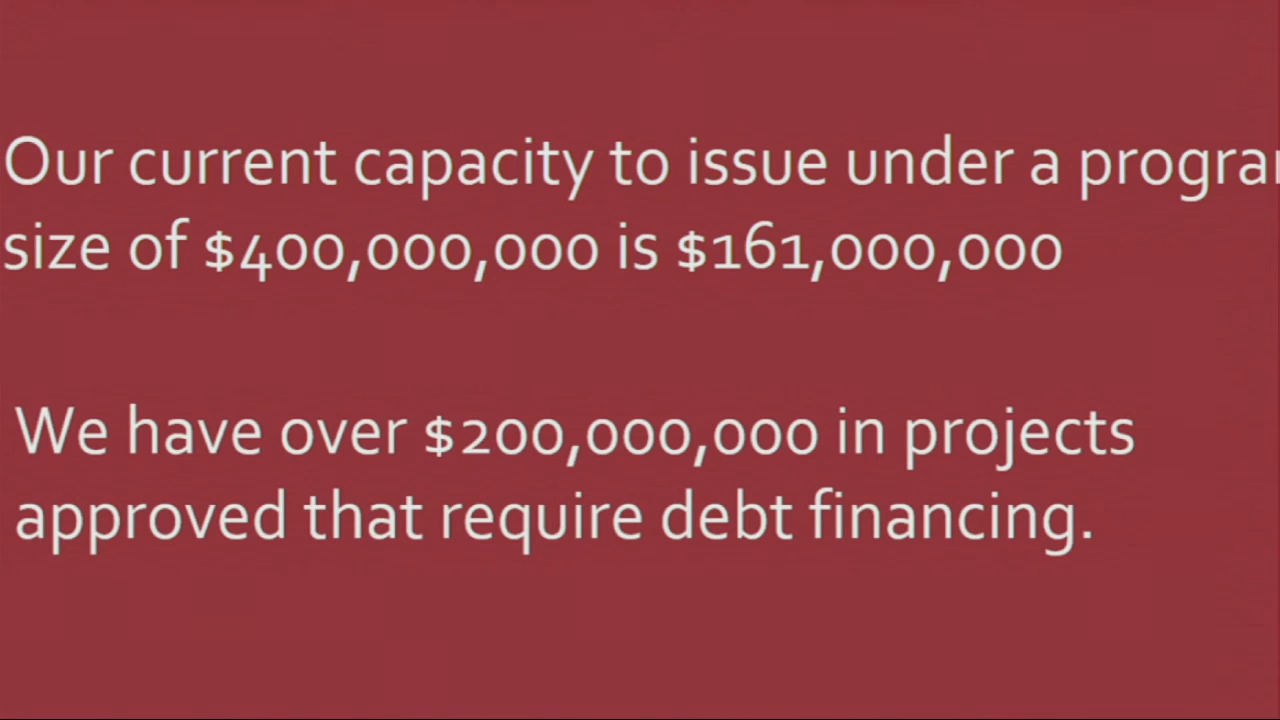 Our current capacity to issue under a progra
size of $400,000,000 is $161,000,000
We have over $200,000,000 in projects
approved that require debt financing.